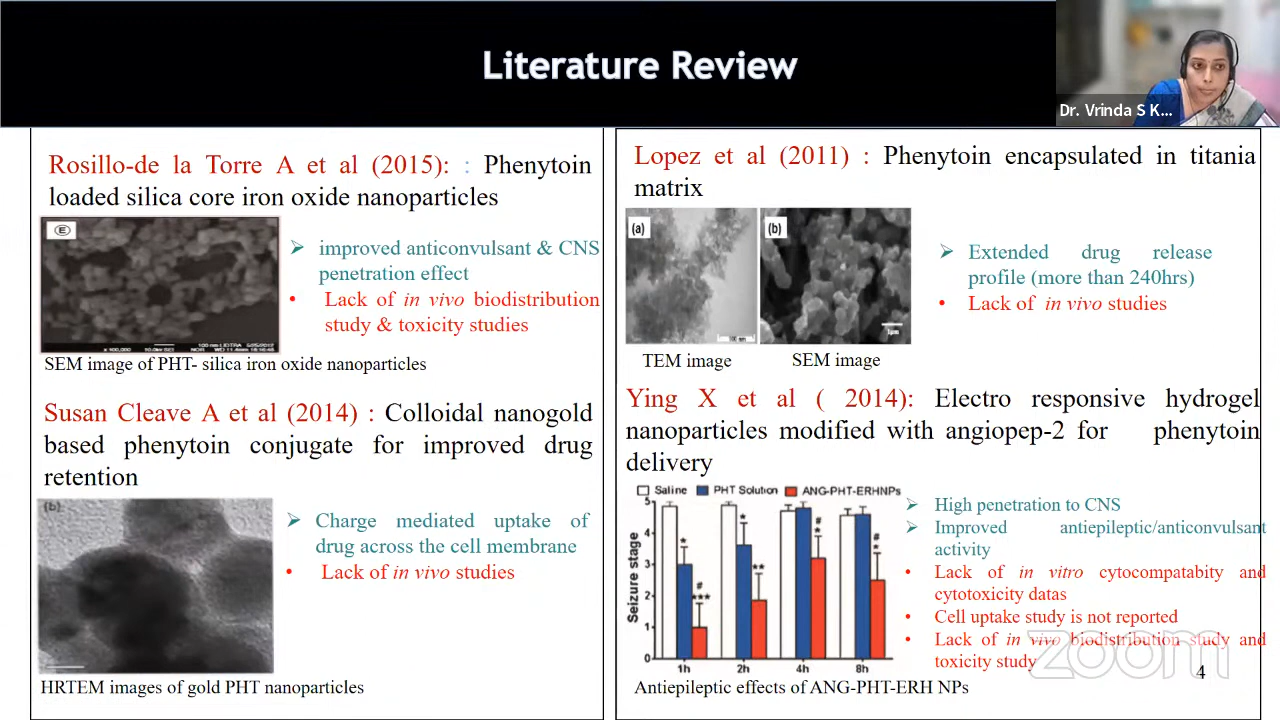 Literature Review
Dr. Vrinda S K...
Rosillo-de la Torre A et al (2015): : Phenytoin
loaded silica core iron oxide nanoparticles
E
➢ improved anticonvulsant & CNS
penetration effect
• Lack of in vivo biodistribution
study & toxicity studies
SEM image of PHT- silica iron oxide nanoparticles
Susan Cleave A et al (2014) : Colloidal nanogold
based phenytoin conjugate for improved drug
retention
(b)
➢ Charge mediated uptake of
drug across the cell membrane
• Lack of in vivo studies
HRTEM images of gold PHT nanoparticles
Lopez et al (2011) : Phenytoin encapsulated in titania
matrix
(a)
(b)
1µm
➢ Extended drug release
profile (more than 240hrs)
• Lack of in vivo studies
TEM image
SEM image
Ying X et al ( 2014): Electro responsive hydrogel
nanoparticles modified with angiopep-2 for phenytoin
delivery
Saline PHT Solution ANG-PHT-ERHNPs
Seizure stage
5
4
3
2
1
0
* # *** * ** # * # *
1h 2h 4h 8h
➢ High penetration to CNS
➢ Improved antiepileptic/anticonvulsant
activity
• Lack of in vitro cytocompatabity and
cytotoxicity datas
• Cell uptake study is not reported
• Lack of in vivo biodistribution study and
toxicity study
Antiepileptic effects of ANG-PHT-ERH NPs
zoom
4